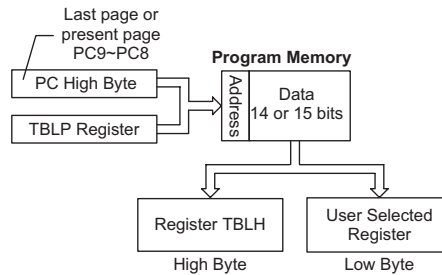 Last page or
present page
PC9~PC8
Program Memory
PC High Byte
TBLP Register
Address
Data
14 or 15 bits
Register TBLH
User Selected
Register
High Byte
Low Byte